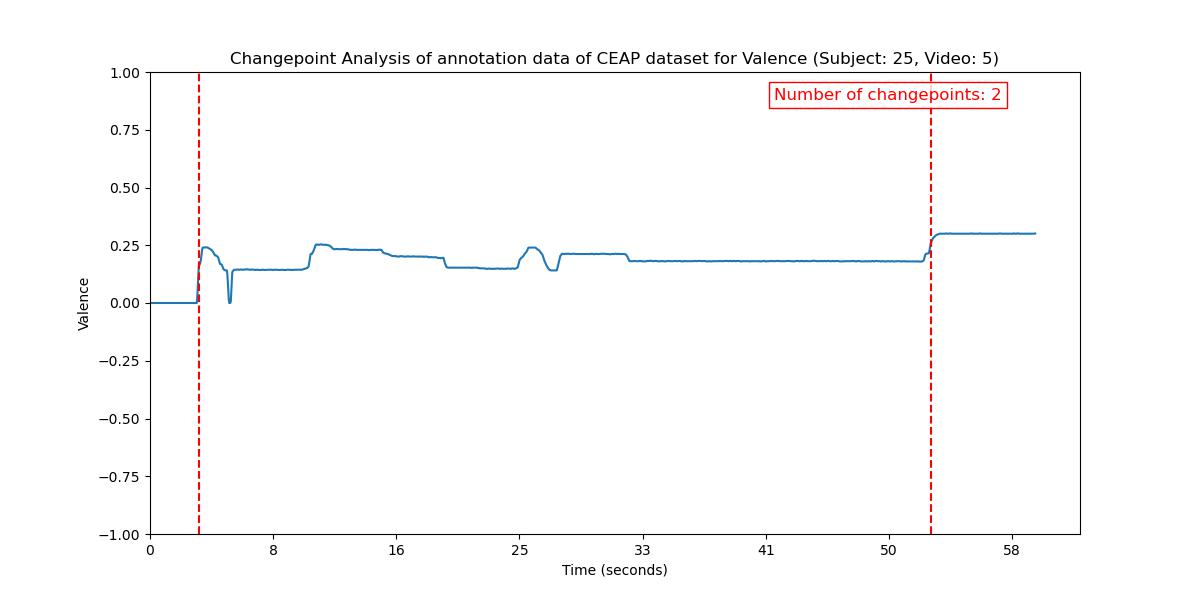 Changepoint Analysis of annotation data of CEAP dataset for Valence (Subject: 25, Video: 5)
Number of changepoints: 2
Valence
1.00
0.75
0.50
0.25
0.00
−0.25
−0.50
−0.75
−1.00
0 8 16 25 33 41 50 58
Time (seconds)